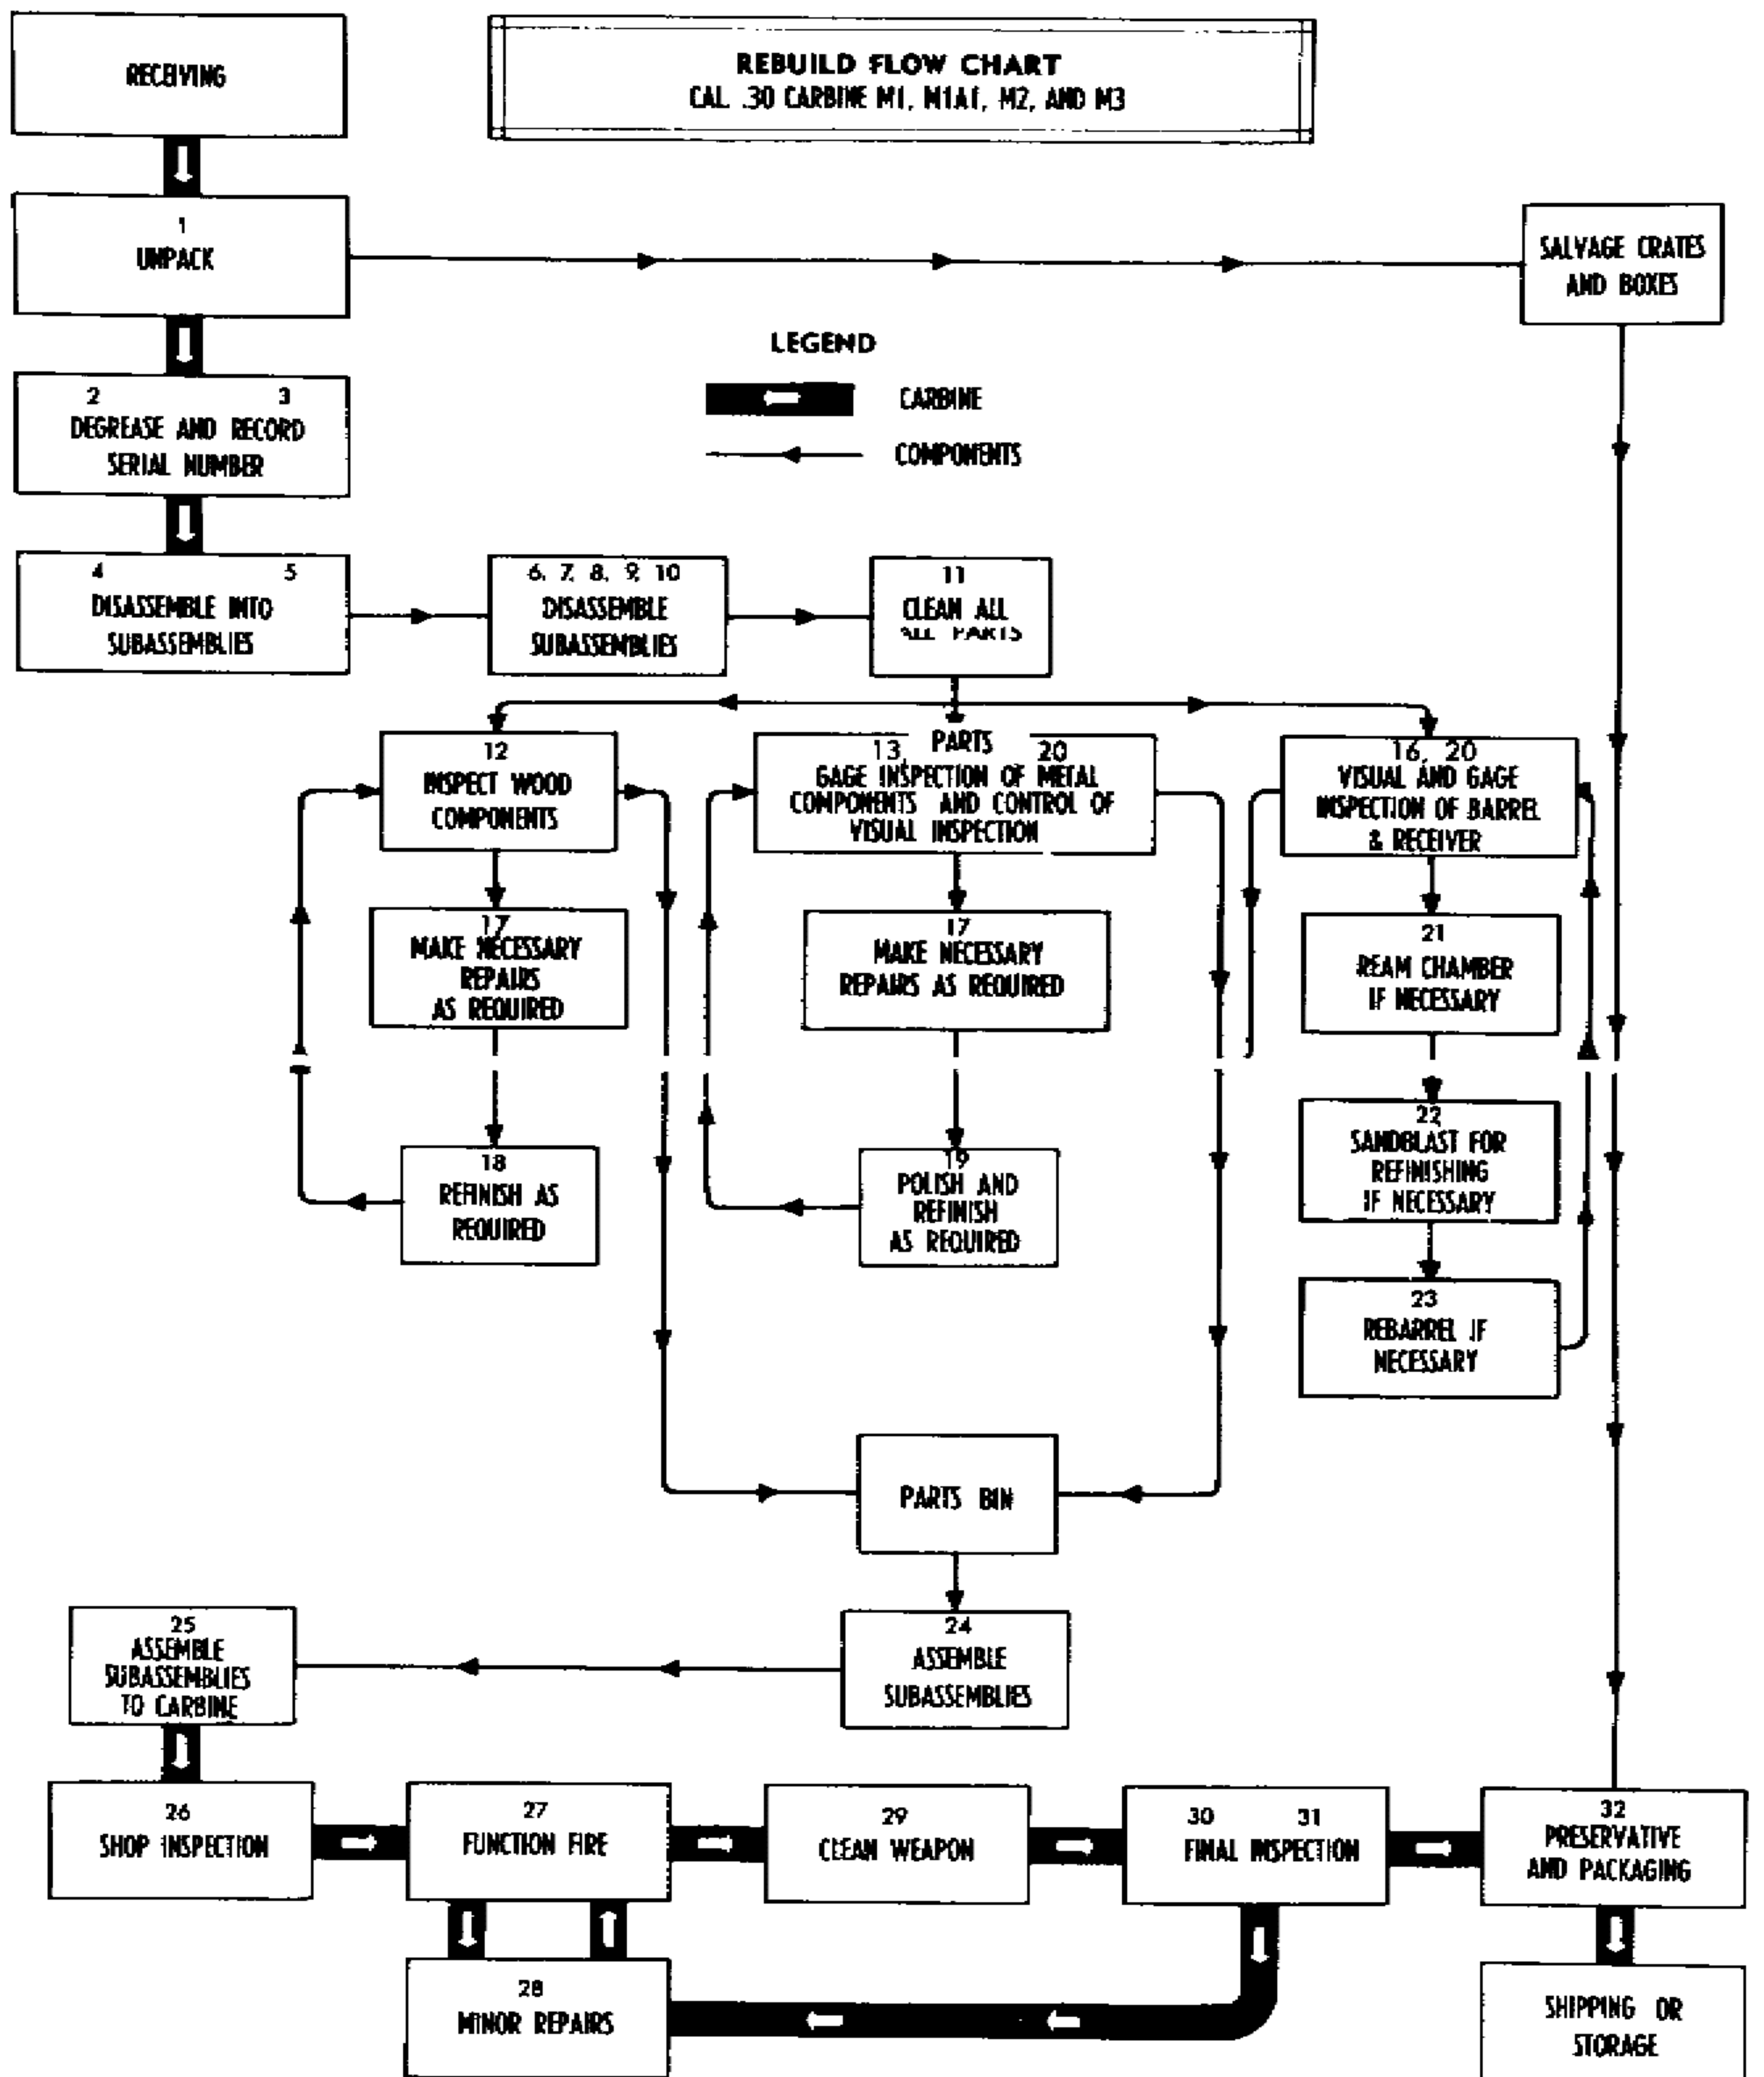 RECEIVING
REBUILD FLOW CHART
CAL. .30 CARBINE M1, M1A1, M2, AND M3
1
UNPACK
SALVAGE CRATES
AND BOXES
LEGEND
CARBINE
COMPONENTS
2 3
DEGREASE AND RECORD
SERIAL NUMBER
4 5
DISASSEMBLE INTO
SUBASSEMBLIES
6, 7, 8, 9, 10
DISASSEMBLE
SUBASSEMBLIES
11
CLEAN ALL
ALL PARTS
12
INSPECT WOOD
COMPONENTS
PARTS
13, 20
GAGE INSPECTION OF METAL
COMPONENTS AND CONTROL OF
VISUAL INSPECTION
16, 20
VISUAL AND GAGE
INSPECTION OF BARREL
& RECEIVER
17
MAKE NECESSARY
REPAIRS
AS REQUIRED
17
MAKE NECESSARY
REPAIRS AS REQUIRED
21
REAM CHAMBER
IF NECESSARY
18
REFINISH AS
REQUIRED
19
POLISH AND
REFINISH
AS REQUIRED
22
SANDBLAST FOR
REFINISHING
IF NECESSARY
23
REBARREL IF
NECESSARY
PARTS BIN
25
ASSEMBLE
SUBASSEMBLIES
TO CARBINE
24
ASSEMBLE
SUBASSEMBLIES
26
SHOP INSPECTION
27
FUNCTION FIRE
29
CLEAN WEAPON
30 31
FINAL INSPECTION
32
PRESERVATIVE
AND PACKAGING
28
MINOR REPAIRS
SHIPPING OR
STORAGE